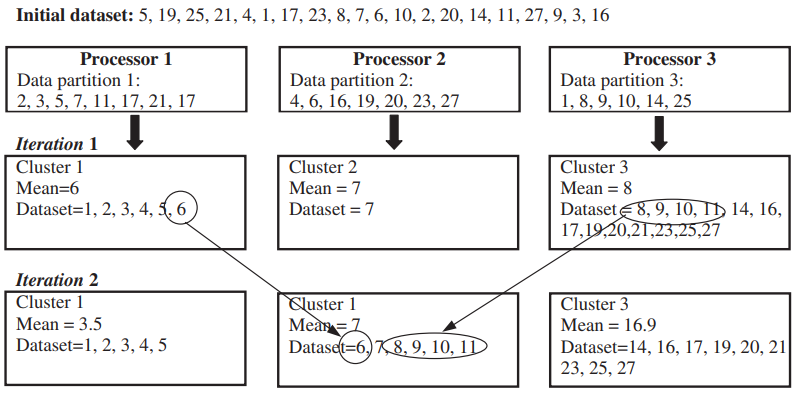 Initial dataset: 5, 19, 25, 21, 4, 1, 17, 23, 8, 7, 6, 10, 2, 20, 14, 11, 27, 9, 3, 16
Processor 1
Data partition 1:
2, 3, 5, 7, 11, 17, 21, 17
Processor 2
Data partition 2:
4, 6, 16, 19, 20, 23, 27
Processor 3
Data partition 3:
1, 8, 9, 10, 14, 25
Iteration 1
Cluster 1
Mean=6
Dataset=1, 2, 3, 4, 5, 6
Cluster 2
Mean = 7
Dataset = 7
Cluster 3
Mean = 8
Dataset = 8, 9, 10, 11, 14, 16,
17,19,20,21,23,25,27
Iteration 2
Cluster 1
Mean = 3.5
Dataset=1, 2, 3, 4, 5
Cluster 1
Mean = 7
Dataset=6, 7, 8, 9, 10, 11
Cluster 3
Mean = 16.9
Dataset=14, 16, 17, 19, 20, 21
23, 25, 27